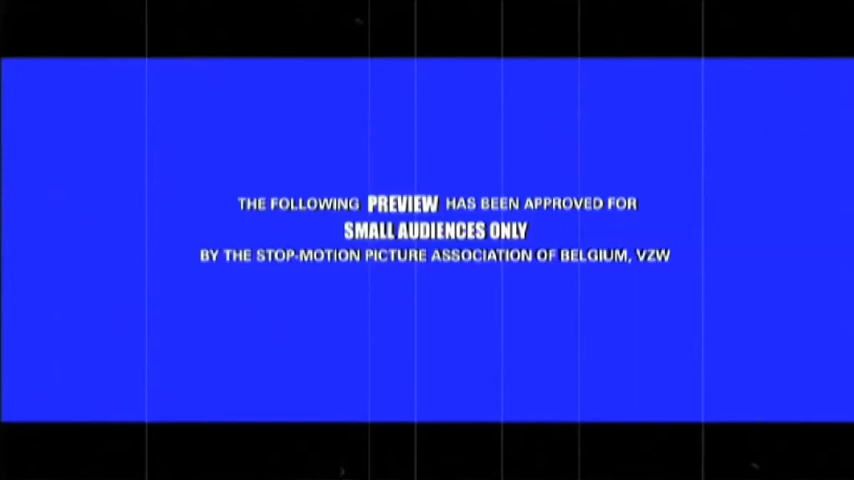 THE FOLLOWING PREVIEW HAS BEEN APPROVED FOR
SMALL AUDIENCES ONLY
BY THE STOP-MOTION PICTURE ASSOCIATION OF BELGIUM, VZW